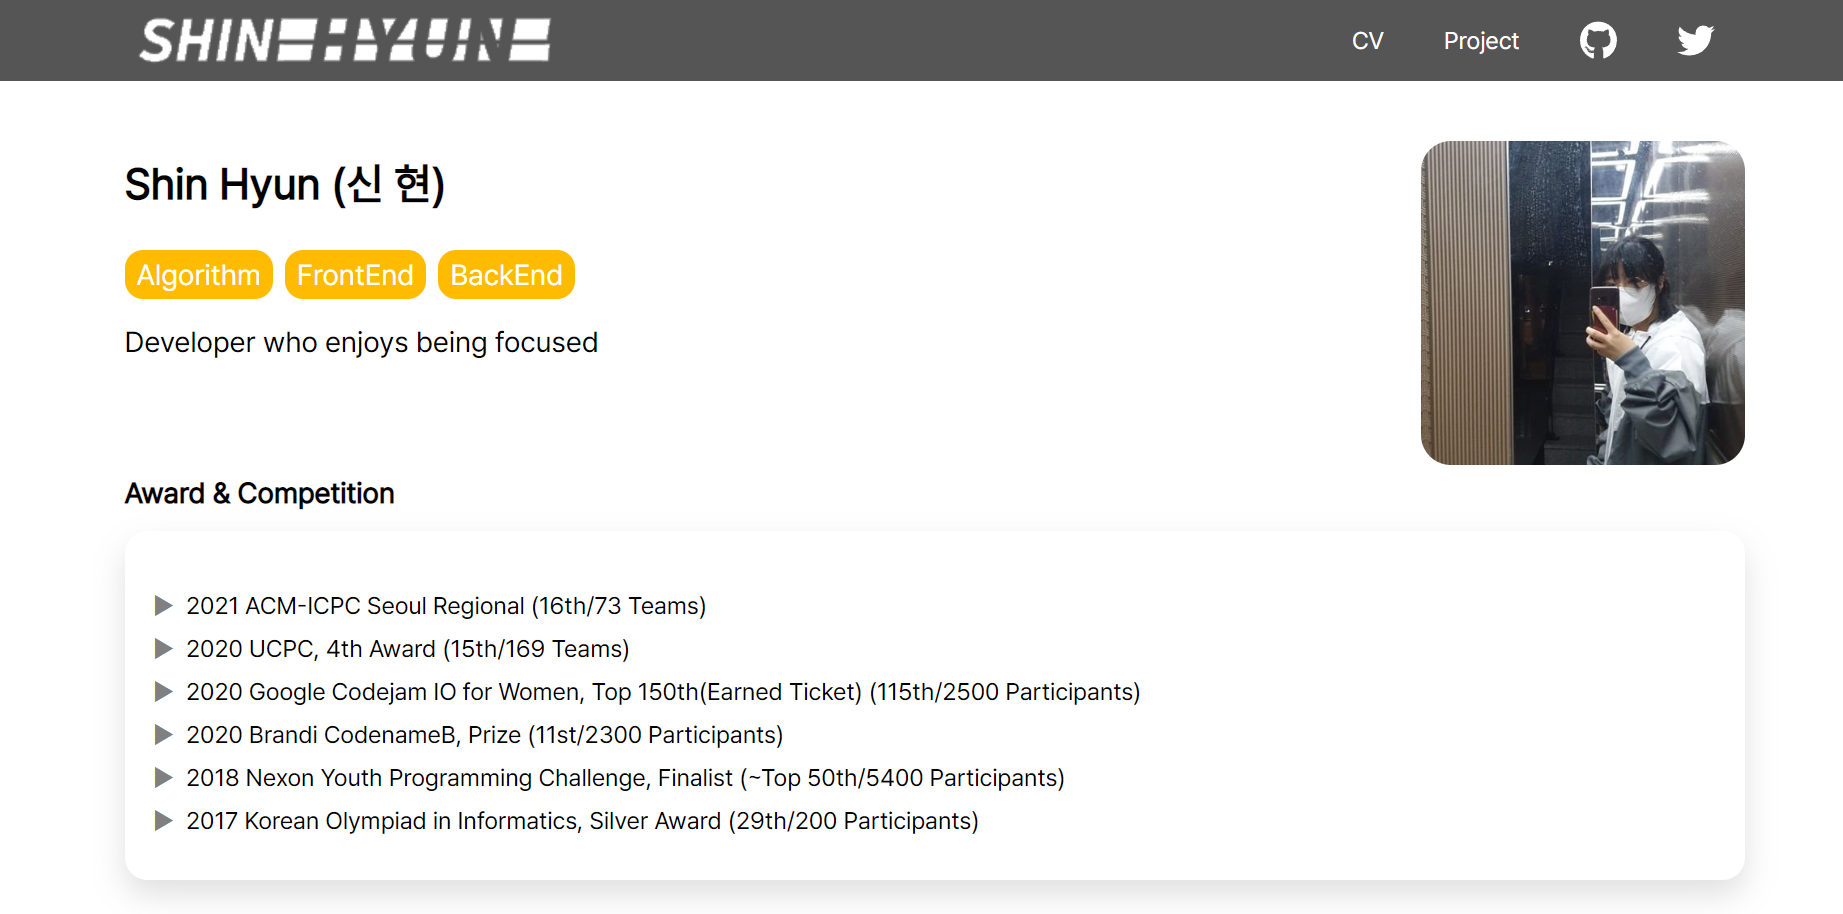 SHIN HYUN
CV
Project
Shin Hyun (신 현)
Algorithm
FrontEnd
BackEnd
Developer who enjoys being focused
Award & Competition
2021 ACM-ICPC Seoul Regional (16th/73 Teams)
2020 UCPC, 4th Award (15th/169 Teams)
2020 Google Codejam IO for Women, Top 150th(Earned Ticket) (115th/2500 Participants)
2020 Brandi CodenameB, Prize (11st/2300 Participants)
2018 Nexon Youth Programming Challenge, Finalist (~Top 50th/5400 Participants)
2017 Korean Olympiad in Informatics, Silver Award (29th/200 Participants)